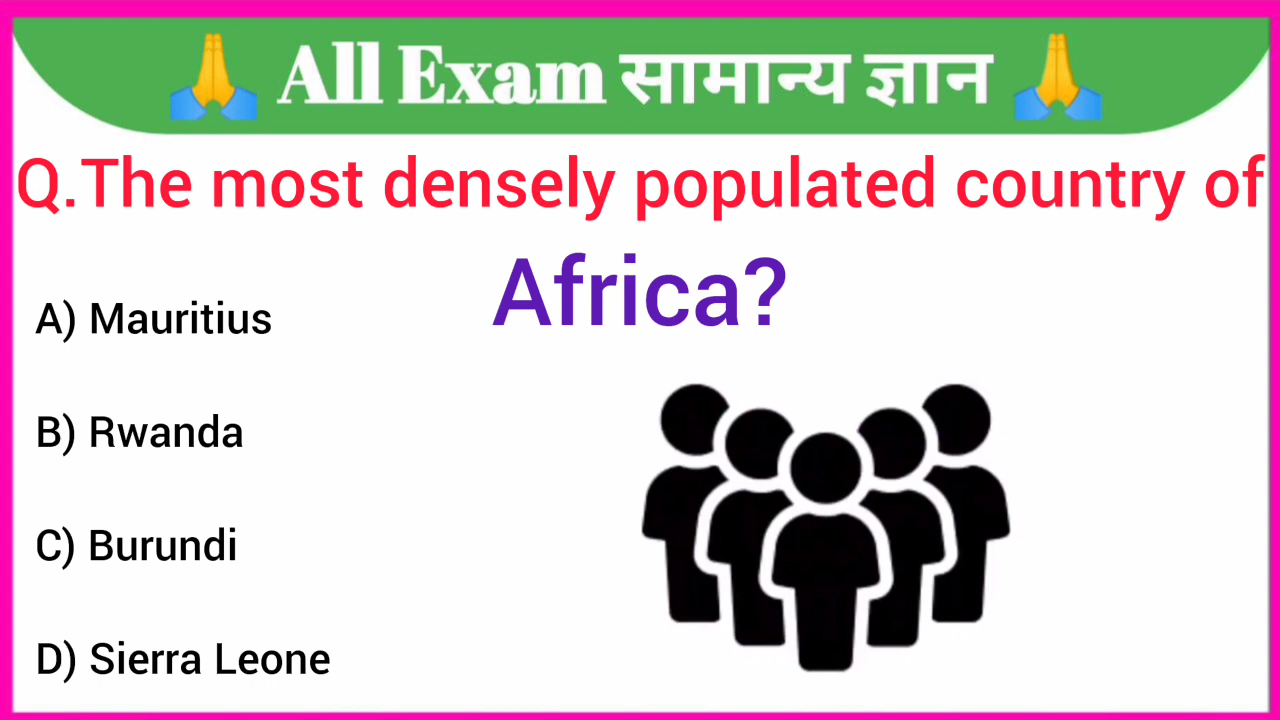 🙏 All Exam सामान्य ज्ञान 🙏
Q.The most densely populated country of
Africa?
A) Mauritius
B) Rwanda
C) Burundi
D) Sierra Leone